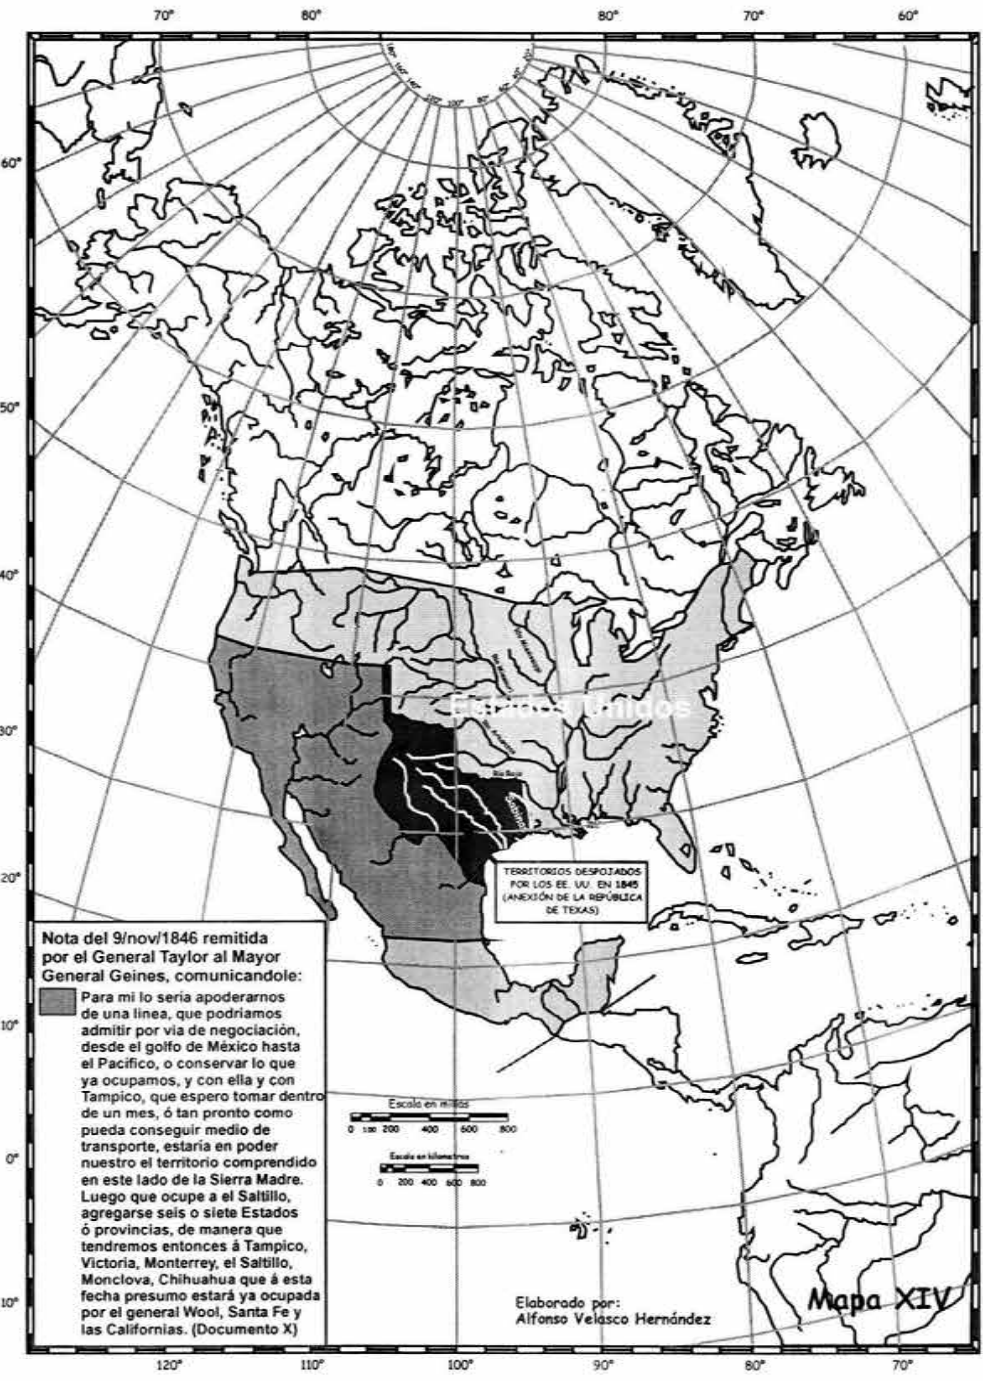 70° 80° 80° 70° 60°
60°
50°
40°
30°
20°
10°
0°
10°
Estados Unidos
Río Rojo
TERRITORIOS DESPOJADOS
POR LOS EE. UU. EN 1845
(ANEXIÓN DE LA REPÚBLICA
DE TEXAS)
Nota del 9/nov/1846 remitida
por el General Taylor al Mayor
General Geines, comunicandole:
Para mi lo seria apoderarnos
de una linea, que podriamos
admitir por via de negociación,
desde el golfo de México hasta
el Pacifico, o conservar lo que
ya ocupamos, y con ella y con
Tampico, que espero tomar dentro
de un mes, ó tan pronto como
pueda conseguir medio de
transporte, estaria en poder
nuestro el territorio comprendido
en este lado de la Sierra Madre.
Luego que ocupe a el Saltillo,
agregarse seis o siete Estados
ó provincias, de manera que
tendremos entonces á Tampico,
Victoria, Monterrey, el Saltillo,
Monclova, Chihuahua que á esta
fecha presumo estará ya ocupada
por el general Wool, Santa Fe y
las Californias. (Documento X)
Escala en millas
0 100 200 400 600 800
Escala en kilometros
0 200 400 600 800
Elaborado por:
Alfonso Velasco Hernández
Mapa XIV
120° 110° 100° 90° 80° 70°